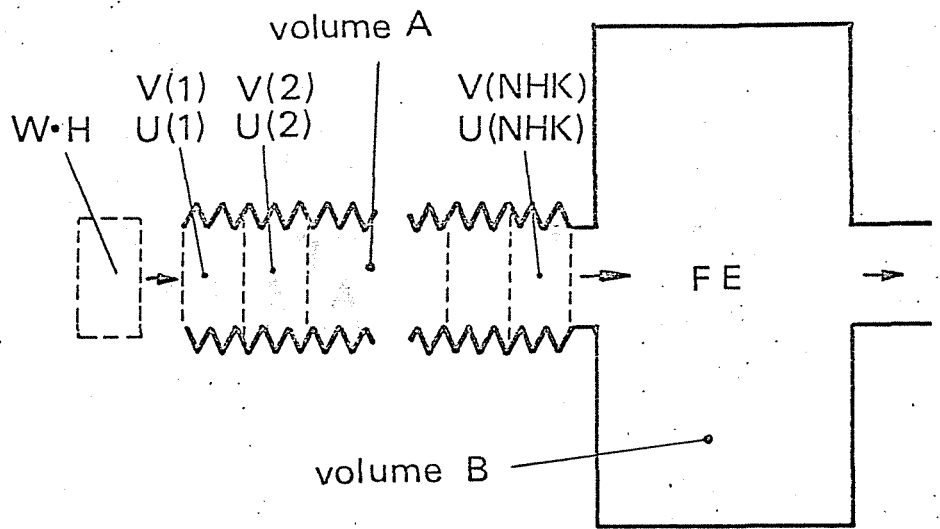 volume A
V(1) V(2) V(NHK)
W•H U(1) U(2) U(NHK)
FE
volume B